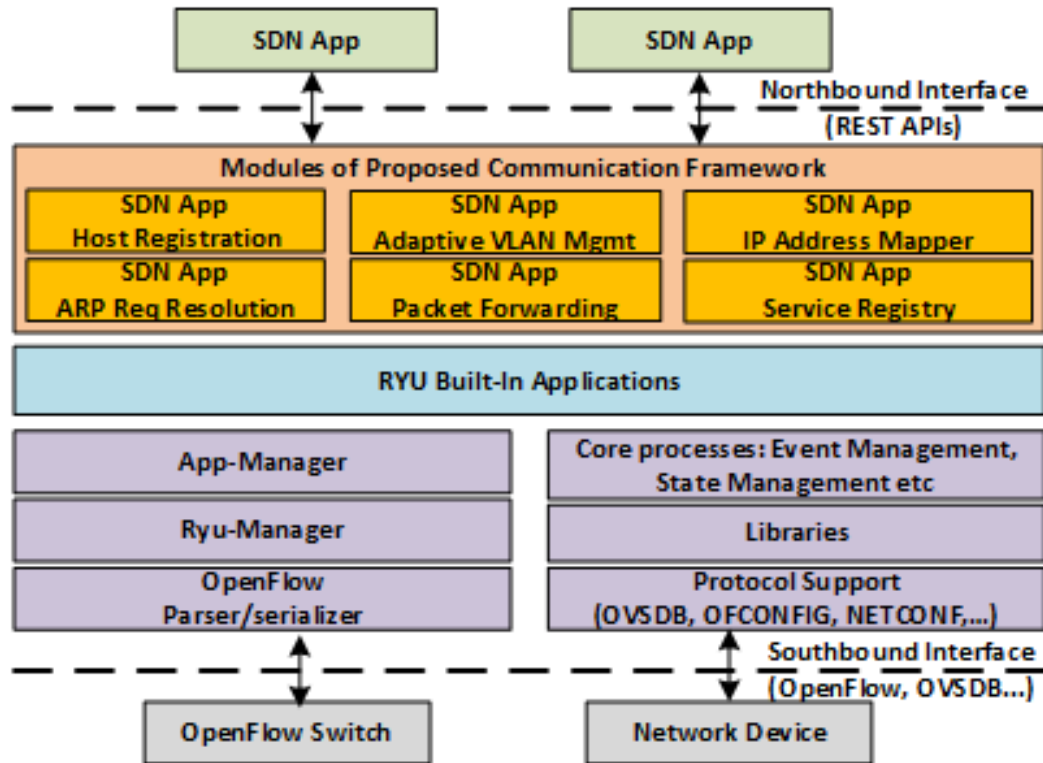 SDN App
SDN App
Northbound Interface
(REST APIs)
Modules of Proposed Communication Framework
SDN App
Host Registration
SDN App
Adaptive VLAN Mgmt
SDN App
IP Address Mapper
SDN App
ARP Req Resolution
SDN App
Packet Forwarding
SDN App
Service Registry
RYU Built-In Applications
App-Manager
Core processes: Event Management,
State Management etc
Ryu-Manager
Libraries
OpenFlow
Parser/serializer
Protocol Support
(OVSDB, OFCONFIG, NETCONF,...)
Southbound Interface
(OpenFlow, OVSDB...)
OpenFlow Switch
Network Device